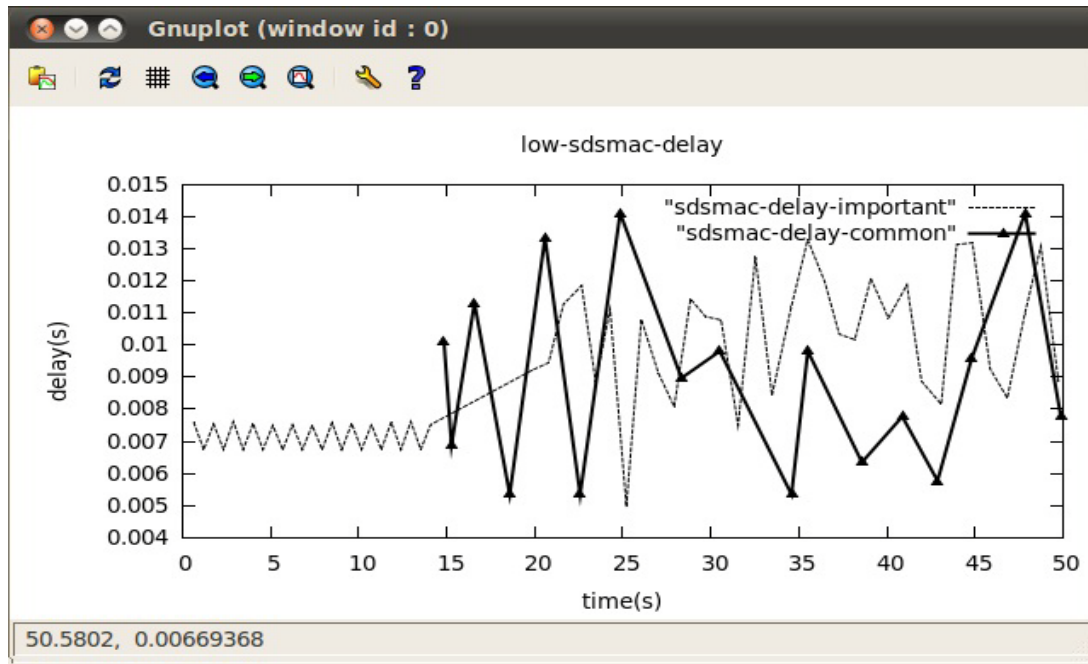 Gnuplot (window id : 0)
low-sdsmac-delay
0.015
0.014
0.013
0.012
0.011
0.01
0.009
0.008
0.007
0.006
0.005
0.004
delay(s)
"sdsmac-delay-important"
"sdsmac-delay-common"
0 5 10 15 20 25 30 35 40 45 50
time(s)
50.5802, 0.00669368